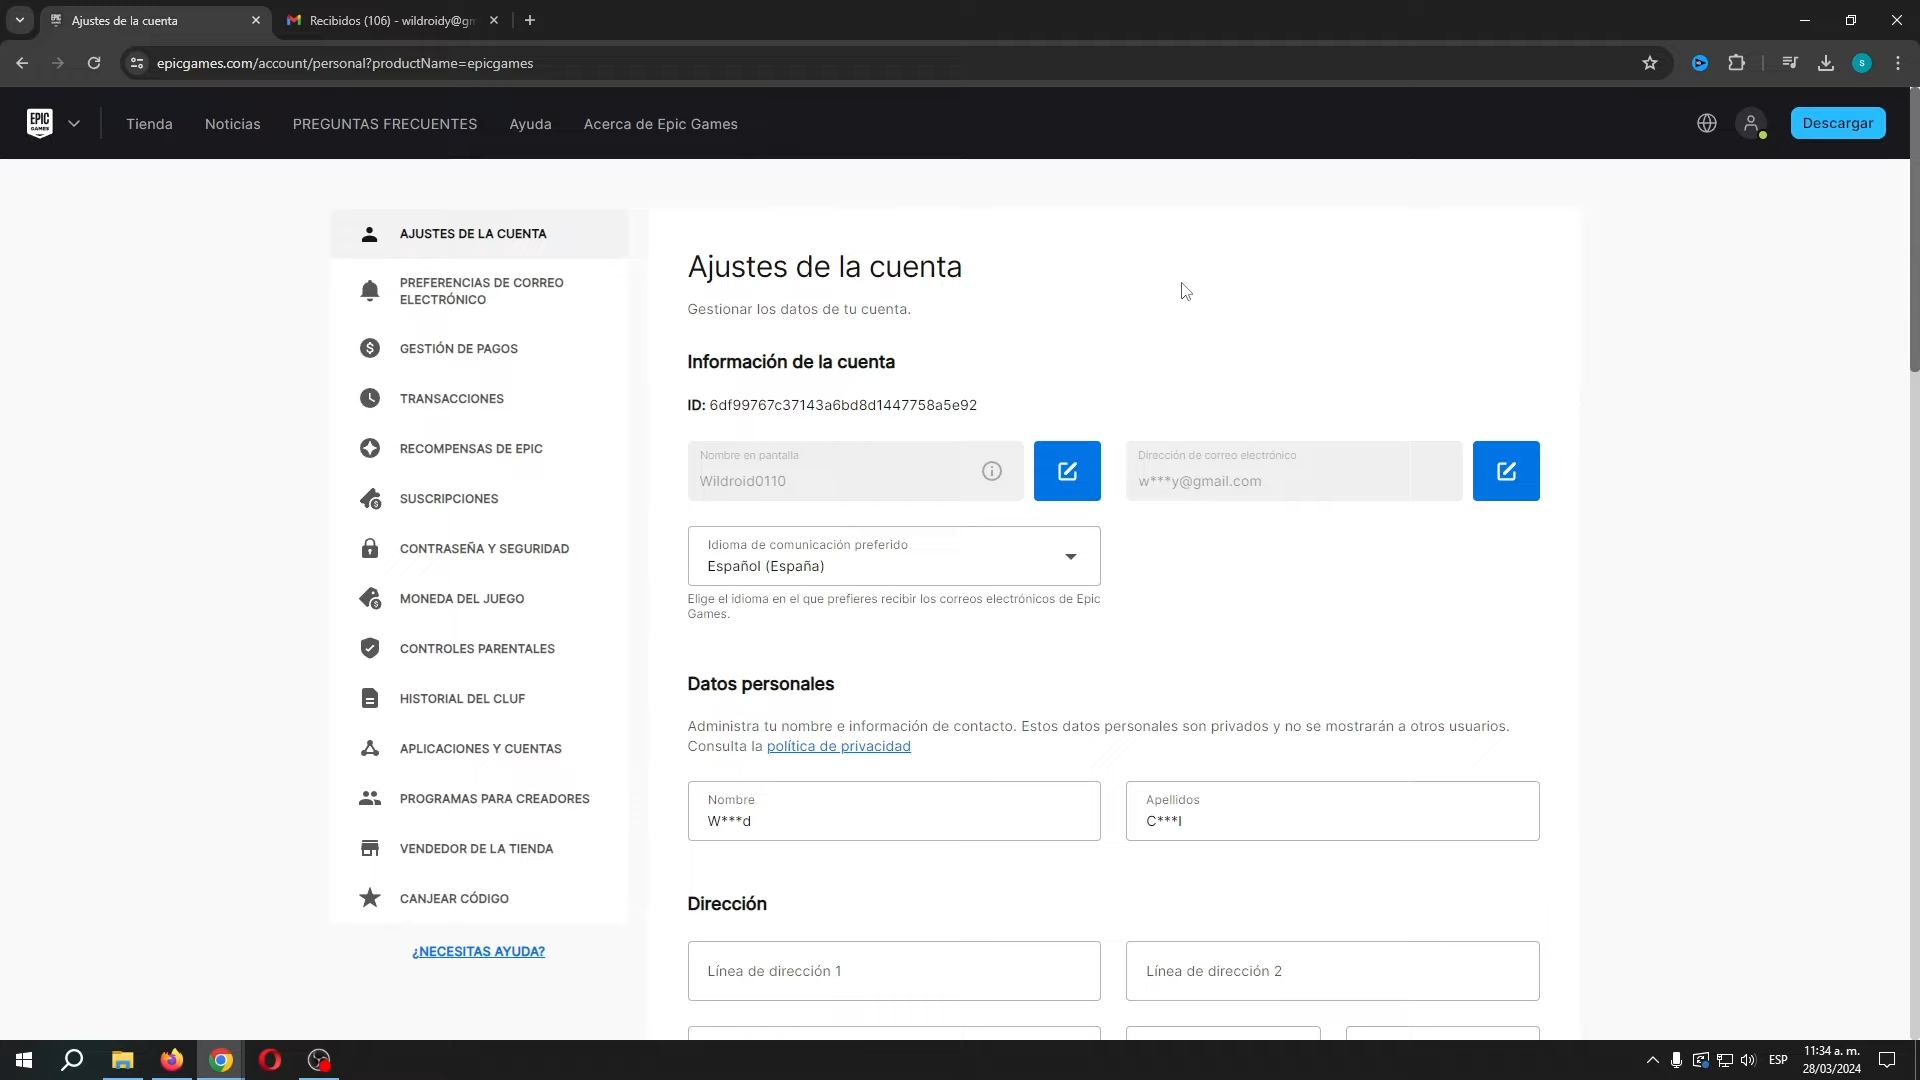 Ajustes de la cuenta
Recibidos (106) - wildroidy@gm
epicgames.com/account/personal?productName=epicgames
S
EPIC GAMES
Tienda
Noticias
PREGUNTAS FRECUENTES
Ayuda
Acerca de Epic Games
Descargar
AJUSTES DE LA CUENTA
PREFERENCIAS DE CORREO
ELECTRÓNICO
GESTIÓN DE PAGOS
TRANSACCIONES
RECOMPENSAS DE EPIC
SUSCRIPCIONES
CONTRASEÑA Y SEGURIDAD
MONEDA DEL JUEGO
CONTROLES PARENTALES
HISTORIAL DEL CLUF
APLICACIONES Y CUENTAS
PROGRAMAS PARA CREADORES
VENDEDOR DE LA TIENDA
CANJEAR CÓDIGO
¿NECESITAS AYUDA?
Ajustes de la cuenta
Gestionar los datos de tu cuenta.
Información de la cuenta
ID: 6df99767c37143a6bd8d1447758a5e92
Nombre en pantalla
Wildroid0110
Dirección de correo electrónico
w***y@gmail.com
Idioma de comunicación preferido
Español (España)
Elige el idioma en el que prefieres recibir los correos electrónicos de Epic
Games.
Datos personales
Administra tu nombre e información de contacto. Estos datos personales son privados y no se mostrarán a otros usuarios.
Consulta la política de privacidad
Nombre
W***d
Apellidos
C***l
Dirección
Línea de dirección 1
Línea de dirección 2
ESP
11:34 a. m.
28/03/2024